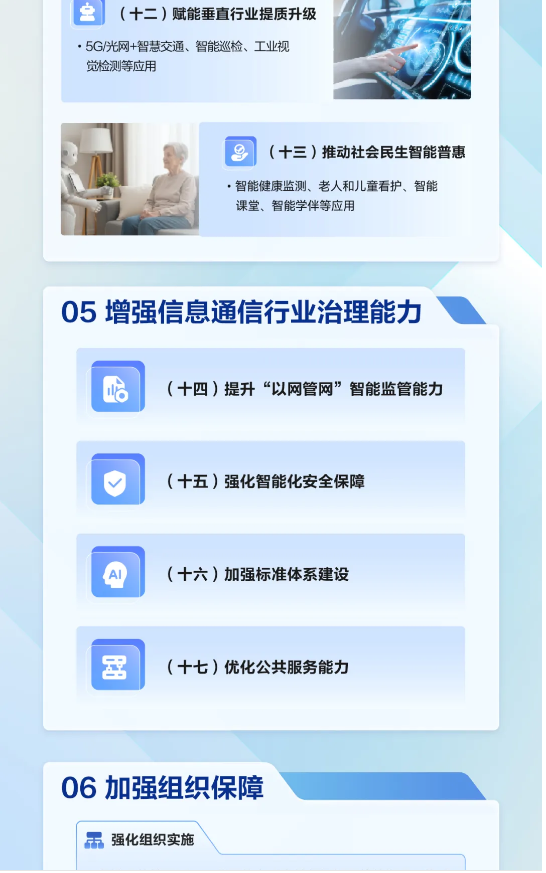 （十二）赋能垂直行业提质升级
• 5G/光网+智慧交通、智能巡检、工业视
觉检测等应用
（十三）推动社会民生智能普惠
• 智能健康监测、老人和儿童看护、智能
课堂、智能学伴等应用
05 增强信息通信行业治理能力
（十四）提升“以网管网”智能监管能力
（十五）强化智能化安全保障
AI
（十六）加强标准体系建设
（十七）优化公共服务能力
06 加强组织保障
强化组织实施